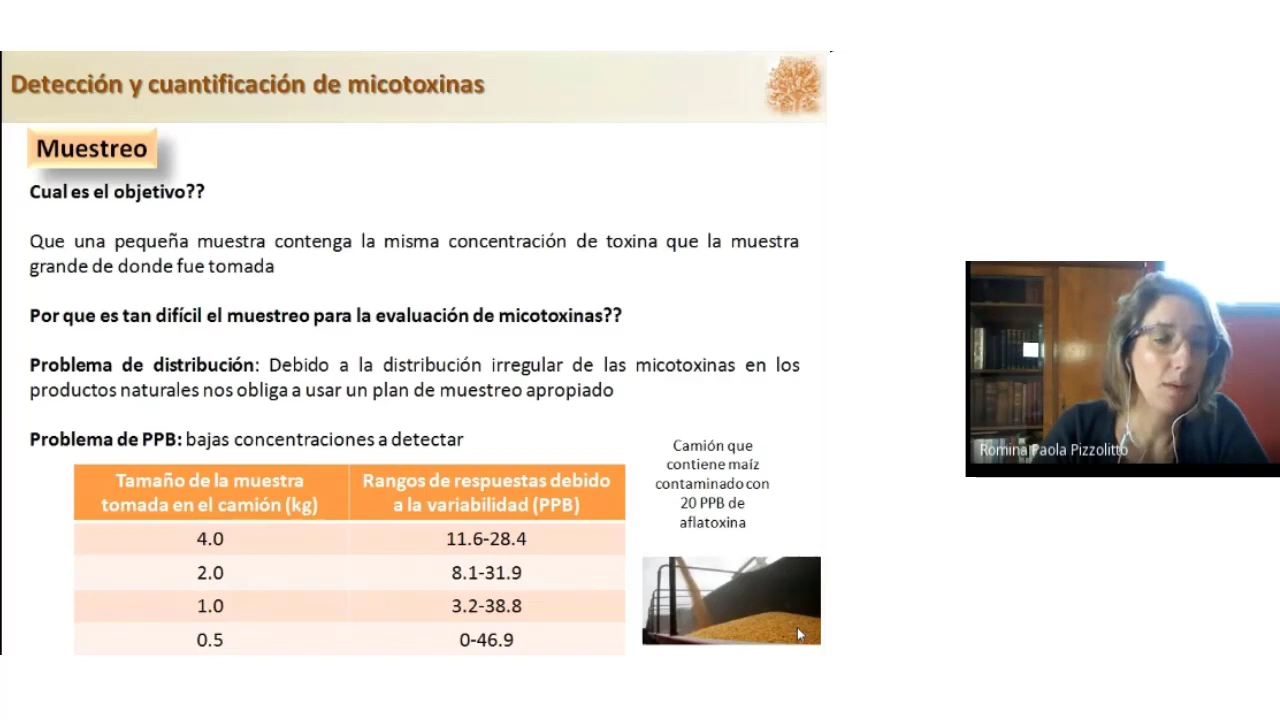 Detección y cuantificación de micotoxinas
Muestreo
Cual es el objetivo??
Que una pequeña muestra contenga la misma concentración de toxina que la muestra
grande de donde fue tomada
Por que es tan difícil el muestreo para la evaluación de micotoxinas??
Problema de distribución: Debido a la distribución irregular de las micotoxinas en los
productos naturales nos obliga a usar un plan de muestreo apropiado
Problema de PPB: bajas concentraciones a detectar
Tamaño de la muestra
tomada en el camión (kg)
Rangos de respuestas debido
a la variabilidad (PPB)
4.0 11.6-28.4
2.0 8.1-31.9
1.0 3.2-38.8
0.5 0-46.9
Camión que
contiene maíz
contaminado con
20 PPB de
aflatoxina
Romina Paola Pizzolitto